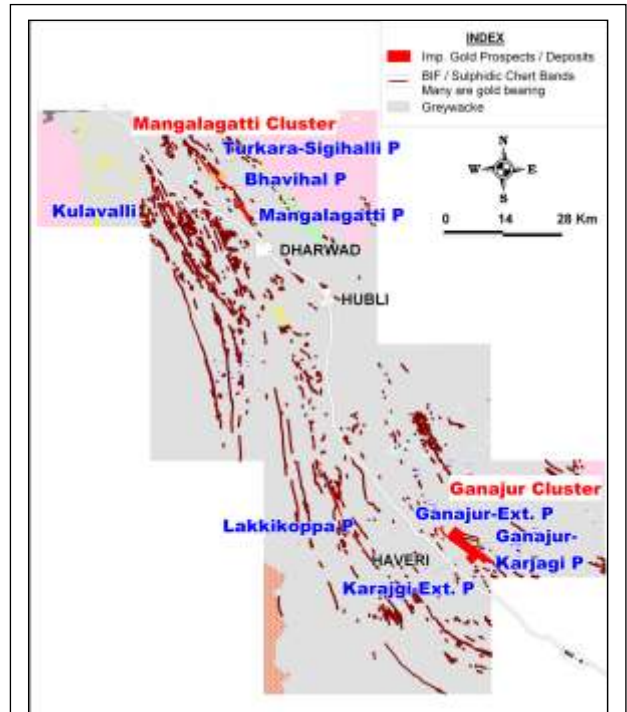 INDEX
Imp. Gold Prospects / Deposits
BIF / Sulphidic Chert Bands
Many are gold bearing
Greywacke
N
W E
S
0 14 28 Km
Mangalagatti Cluster
Turkara-Sigihalli P
Bhavihal P
Kulavalli
Mangalagatti P
DHARWAD
HUBLI
Ganajur Cluster
Ganajur-Ext. P
Lakkikoppa P
Ganajur-
Karjagi P
HAVERI
Karajgi Ext. P